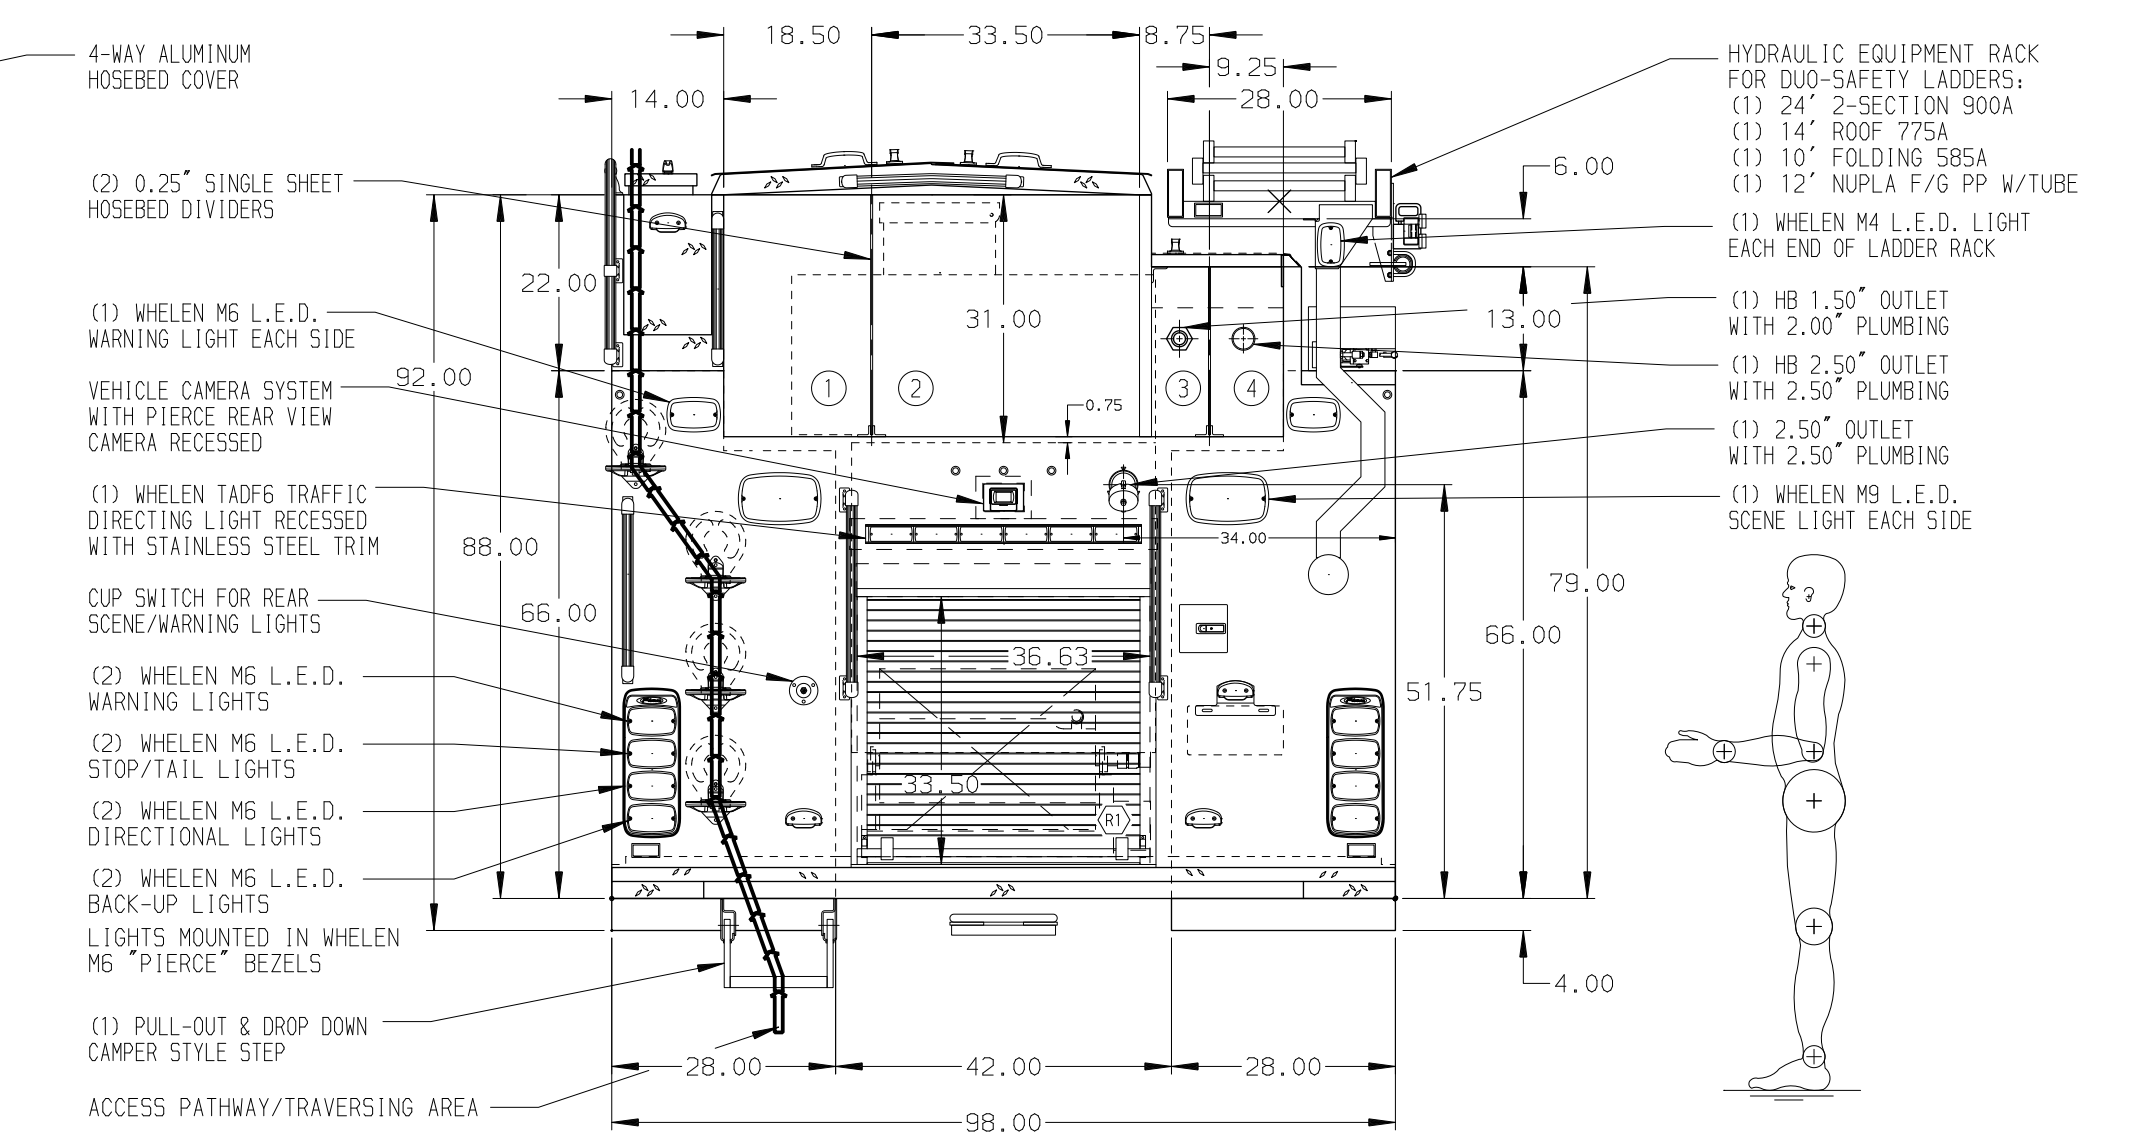 4-WAY ALUMINUM
HOSEBED COVER
(2) 0.25" SINGLE SHEET
HOSEBED DIVIDERS
(1) WHELEN M6 L.E.D.
WARNING LIGHT EACH SIDE
VEHICLE CAMERA SYSTEM
WITH PIERCE REAR VIEW
CAMERA RECESSED
(1) WHELEN TADF6 TRAFFIC
DIRECTING LIGHT RECESSED
WITH STAINLESS STEEL TRIM
CUP SWITCH FOR REAR
SCENE/WARNING LIGHTS
(2) WHELEN M6 L.E.D.
WARNING LIGHTS
(2) WHELEN M6 L.E.D.
STOP/TAIL LIGHTS
(2) WHELEN M6 L.E.D.
DIRECTIONAL LIGHTS
(2) WHELEN M6 L.E.D.
BACK-UP LIGHTS
LIGHTS MOUNTED IN WHELEN
M6 "PIERCE" BEZELS
(1) PULL-OUT & DROP DOWN
CAMPER STYLE STEP
ACCESS PATHWAY/TRAVERSING AREA
18.50
33.50
8.75
9.25
14.00
28.00
6.00
22.00
31.00
13.00
92.00
1
2
3
4
0.75
88.00
34.00
79.00
66.00
66.00
36.63
51.75
33.50
R1
4.00
28.00
42.00
28.00
98.00
HYDRAULIC EQUIPMENT RACK
FOR DUO-SAFETY LADDERS:
(1) 24' 2-SECTION 900A
(1) 14' ROOF 775A
(1) 10' FOLDING 585A
(1) 12' NUPLA F/G PP W/TUBE
(1) WHELEN M4 L.E.D. LIGHT
EACH END OF LADDER RACK
(1) HB 1.50" OUTLET
WITH 2.00" PLUMBING
(1) HB 2.50" OUTLET
WITH 2.50" PLUMBING
(1) 2.50" OUTLET
WITH 2.50" PLUMBING
(1) WHELEN M9 L.E.D.
SCENE LIGHT EACH SIDE